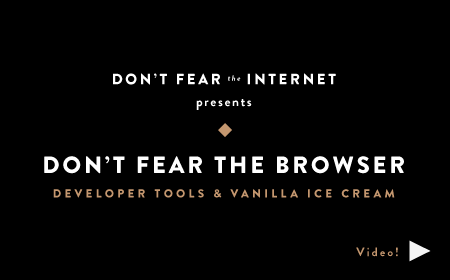 DON'T FEAR the INTERNET
presents
DON'T FEAR THE BROWSER
DEVELOPER TOOLS & VANILLA ICE CREAM
Video!